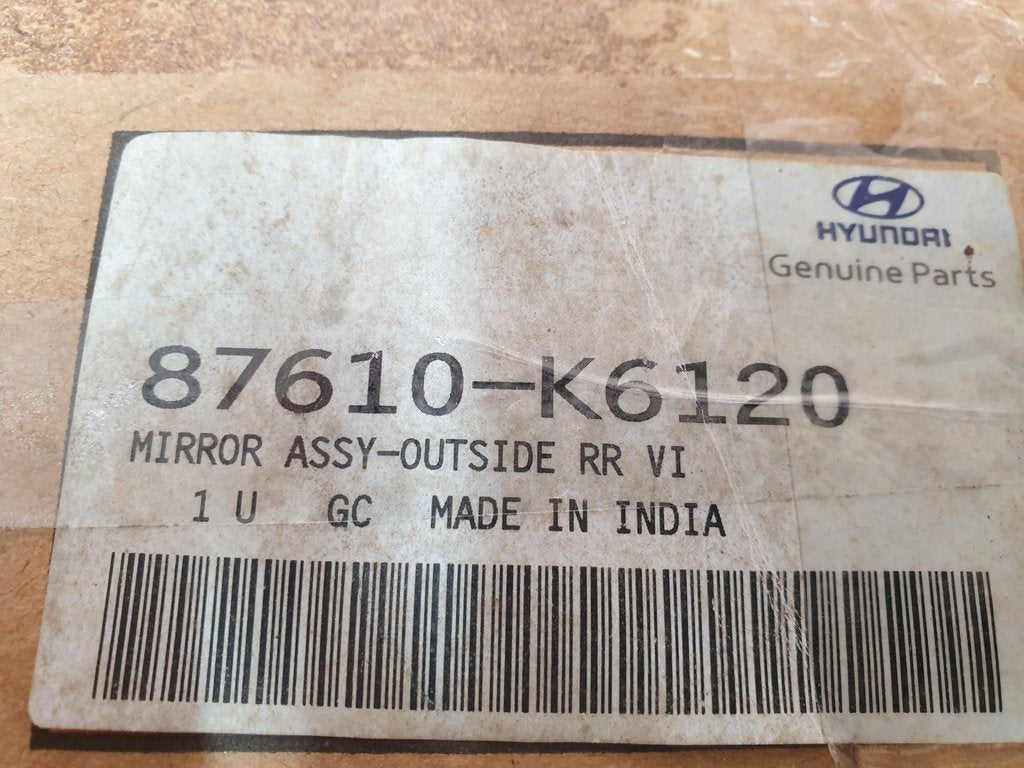 HYUNDAI
Genuine Parts
87610-K6120
MIRROR ASSY-OUTSIDE RR VI
1 U GC MADE IN INDIA